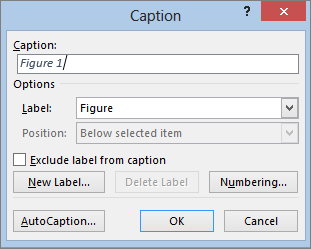 Caption ?
Caption:
Figure 1
Options
Label: Figure
Position: Below selected item
Exclude label from caption
New Label... Delete Label Numbering...
AutoCaption... OK Cancel